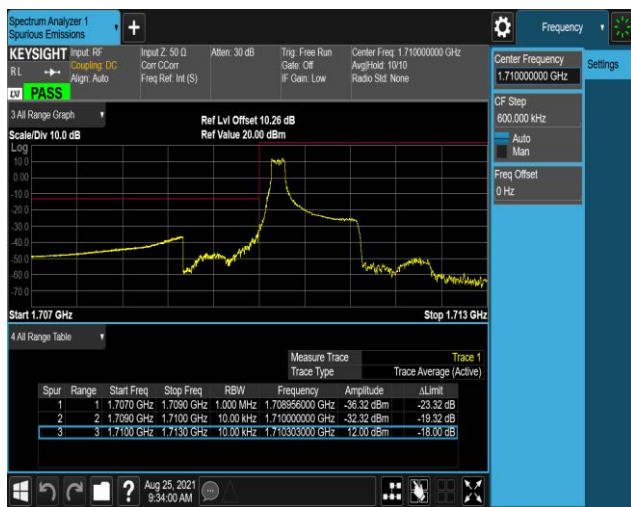 Spectrum Analyzer 1
Spurious Emissions
+
Frequency
KEYSIGHT Input: RF Input Z: 50 Ω Atten: 30 dB Trig: Free Run Center Freq: 1.710000000 GHz
RL Coupling: DC Corr CCorr Gate: Off Avg|Hold: 10/10
Align: Auto Freq Ref: Int (S) IF Gain: Low Radio Std: None
LXI PASS
3 All Range Graph
Ref Lvl Offset 10.26 dB
Scale/Div 10.0 dB Ref Value 20.00 dBm
Log
10.0
0.00
-10.0
-20.0
-30.0
-40.0
-50.0
-60.0
-70.0
Start 1.707 GHz Stop 1.713 GHz
4 All Range Table
Measure Trace Trace 1
Trace Type Trace Average (Active)
Spur Range Start Freq Stop Freq RBW Frequency Amplitude ΔLimit
1 1 1.7070 GHz 1.7090 GHz 1.000 MHz 1.708956000 GHz -36.32 dBm -23.32 dB
2 2 1.7090 GHz 1.7100 GHz 10.00 kHz 1.710000000 GHz -32.32 dBm -19.32 dB
3 3 1.7100 GHz 1.7130 GHz 10.00 kHz 1.710303000 GHz 12.00 dBm -18.00 dB
Center Frequency
1.710000000 GHz
Settings
CF Step
600.000 kHz
Auto
Man
Freq Offset
0 Hz
?
Aug 25, 2021
9:34:00 AM